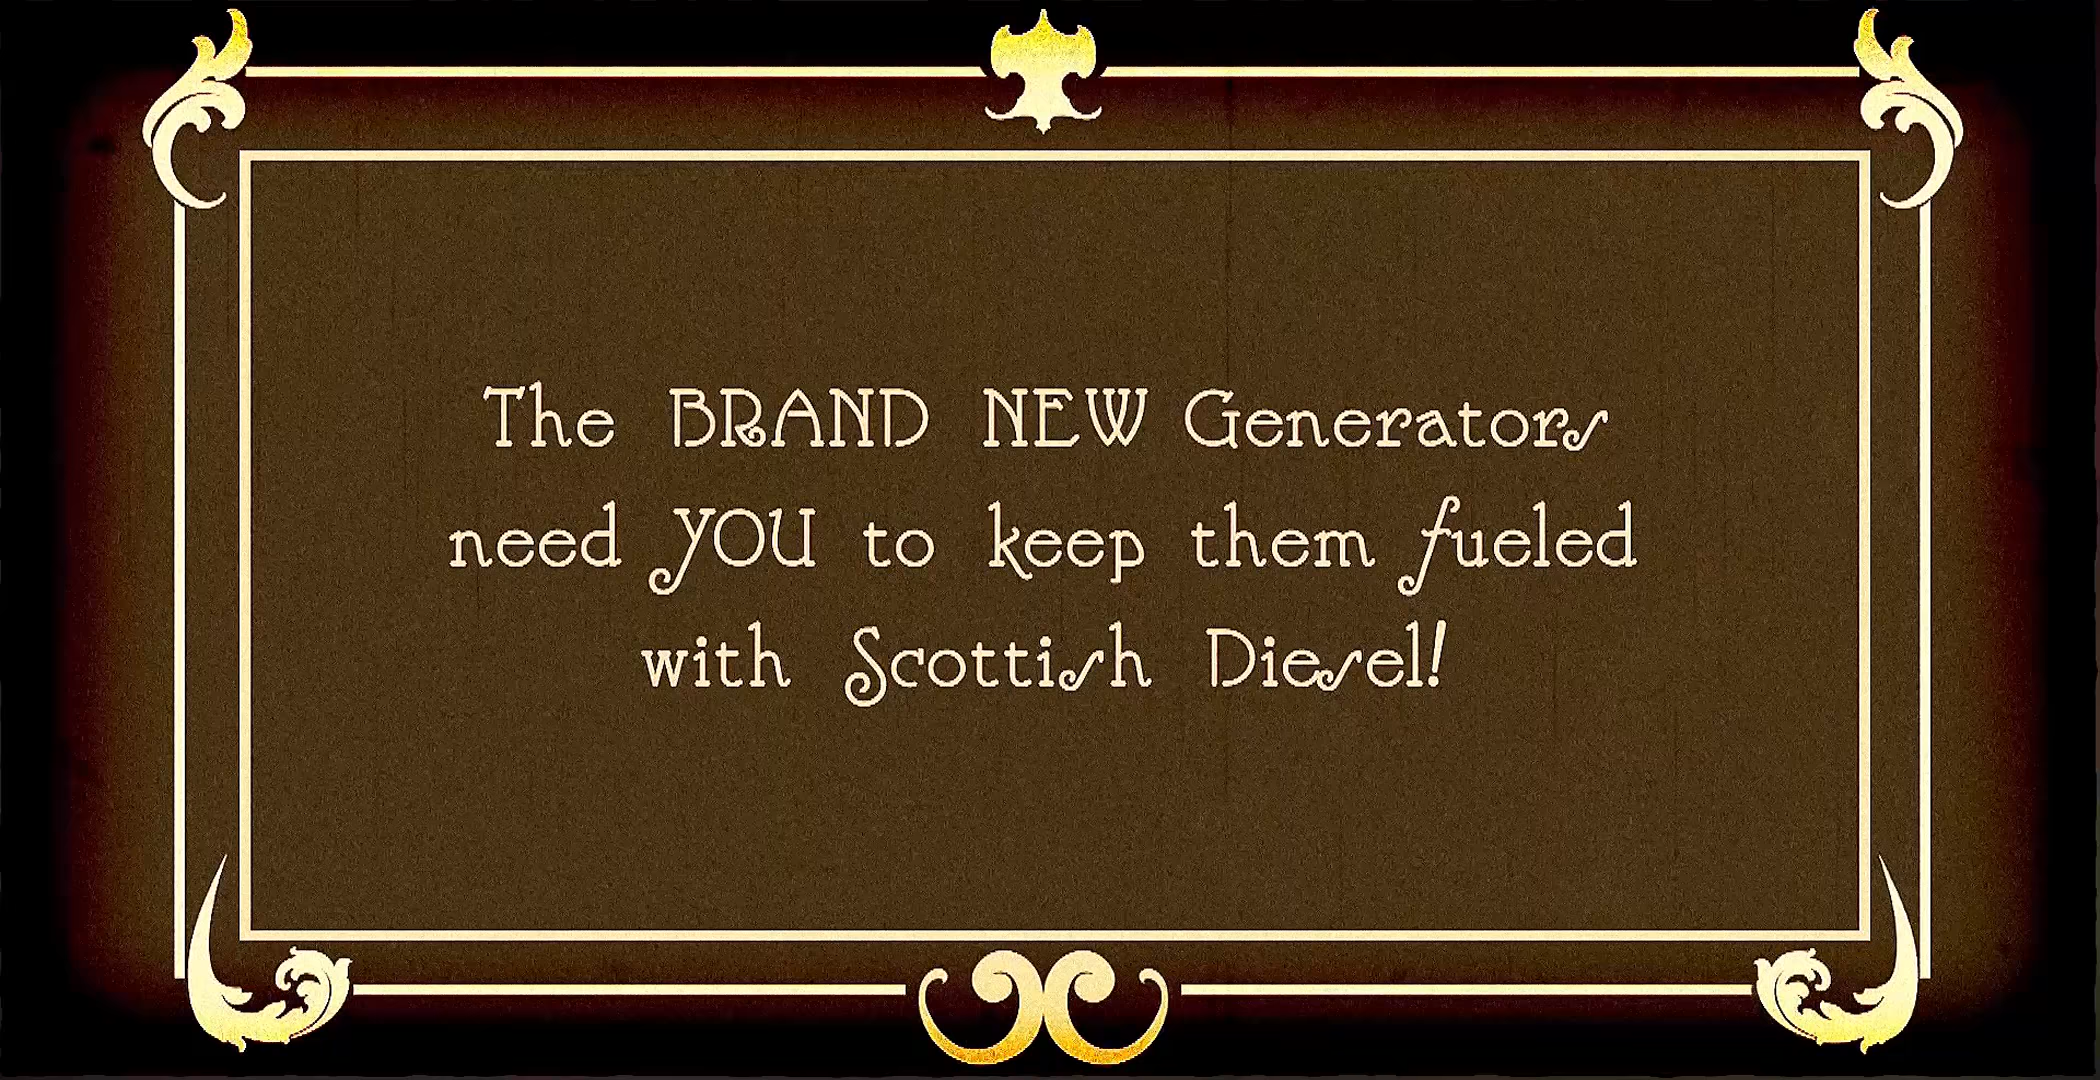 The BRAND NEW Generators
need YOU to keep them fueled
with Scottish Diesel!